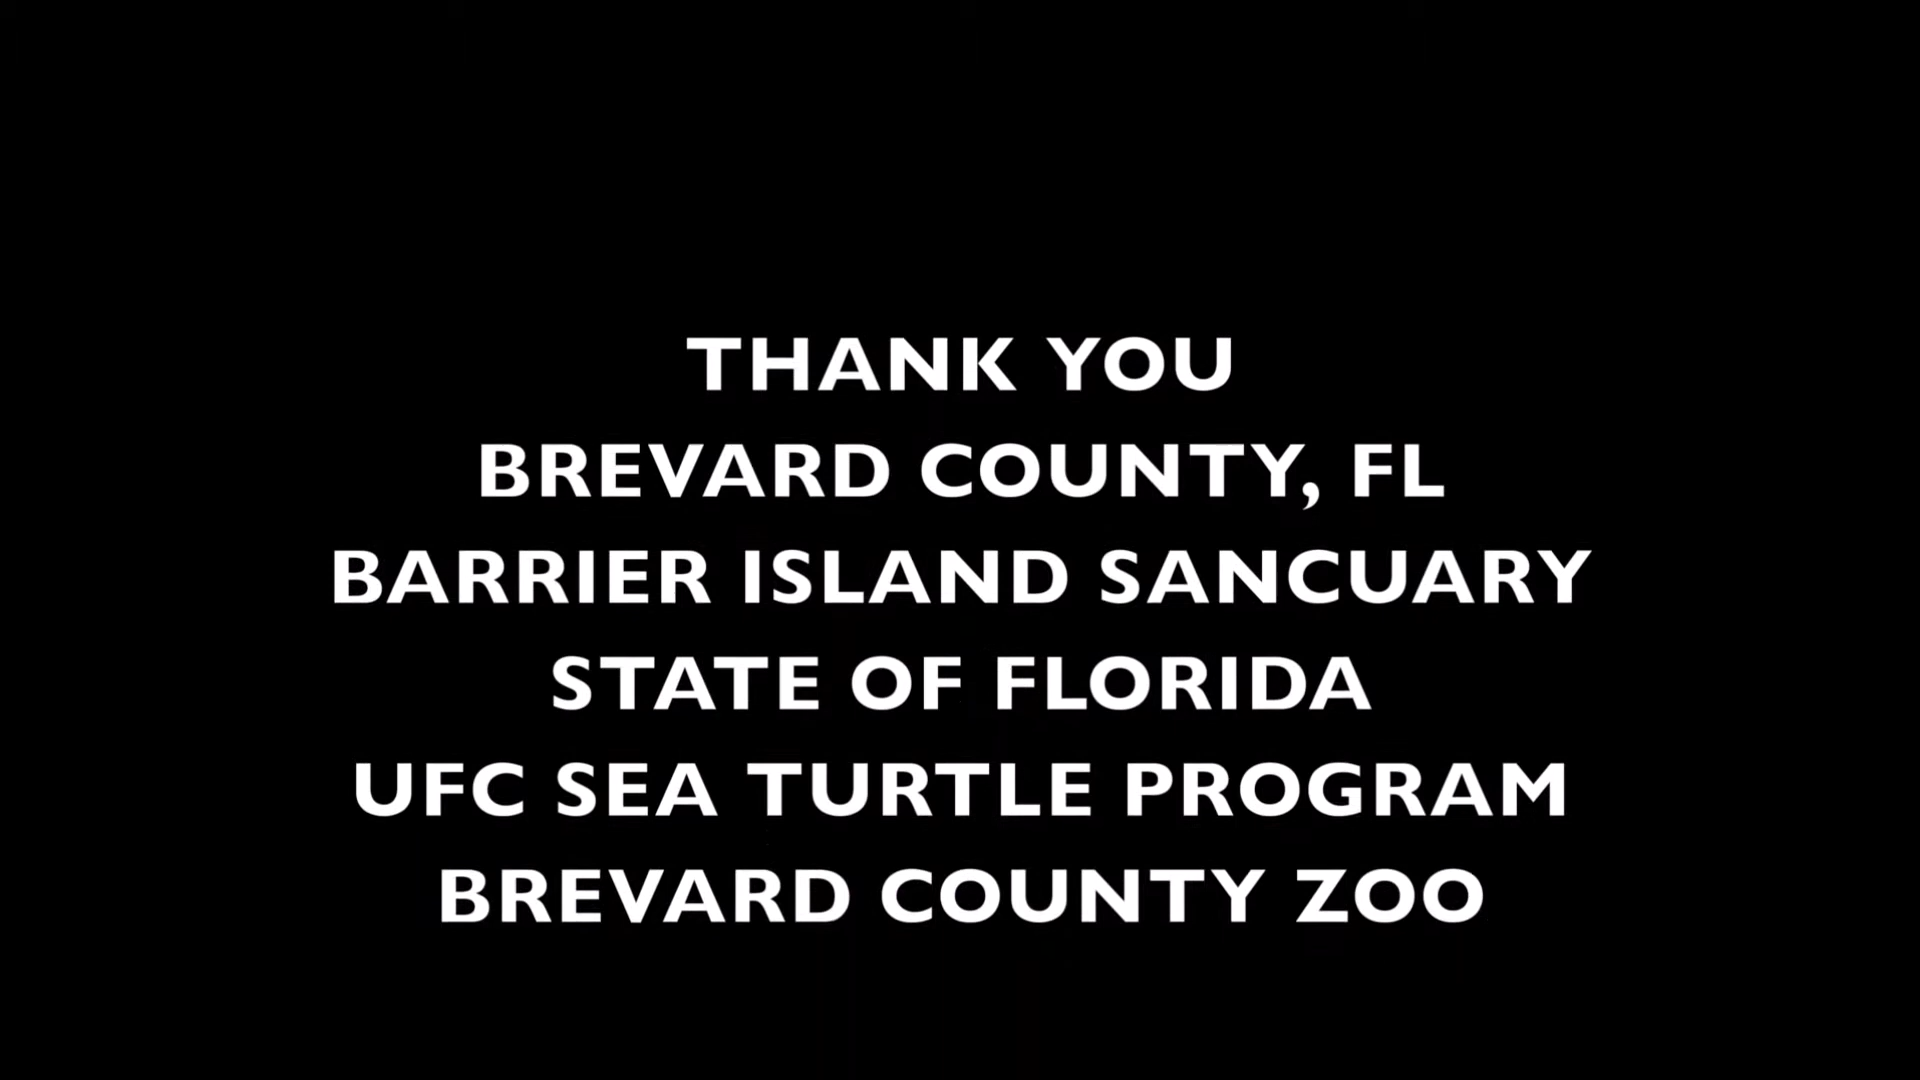 THANK YOU
BREVARD COUNTY, FL
BARRIER ISLAND SANCUARY
STATE OF FLORIDA
UFC SEA TURTLE PROGRAM
BREVARD COUNTY ZOO